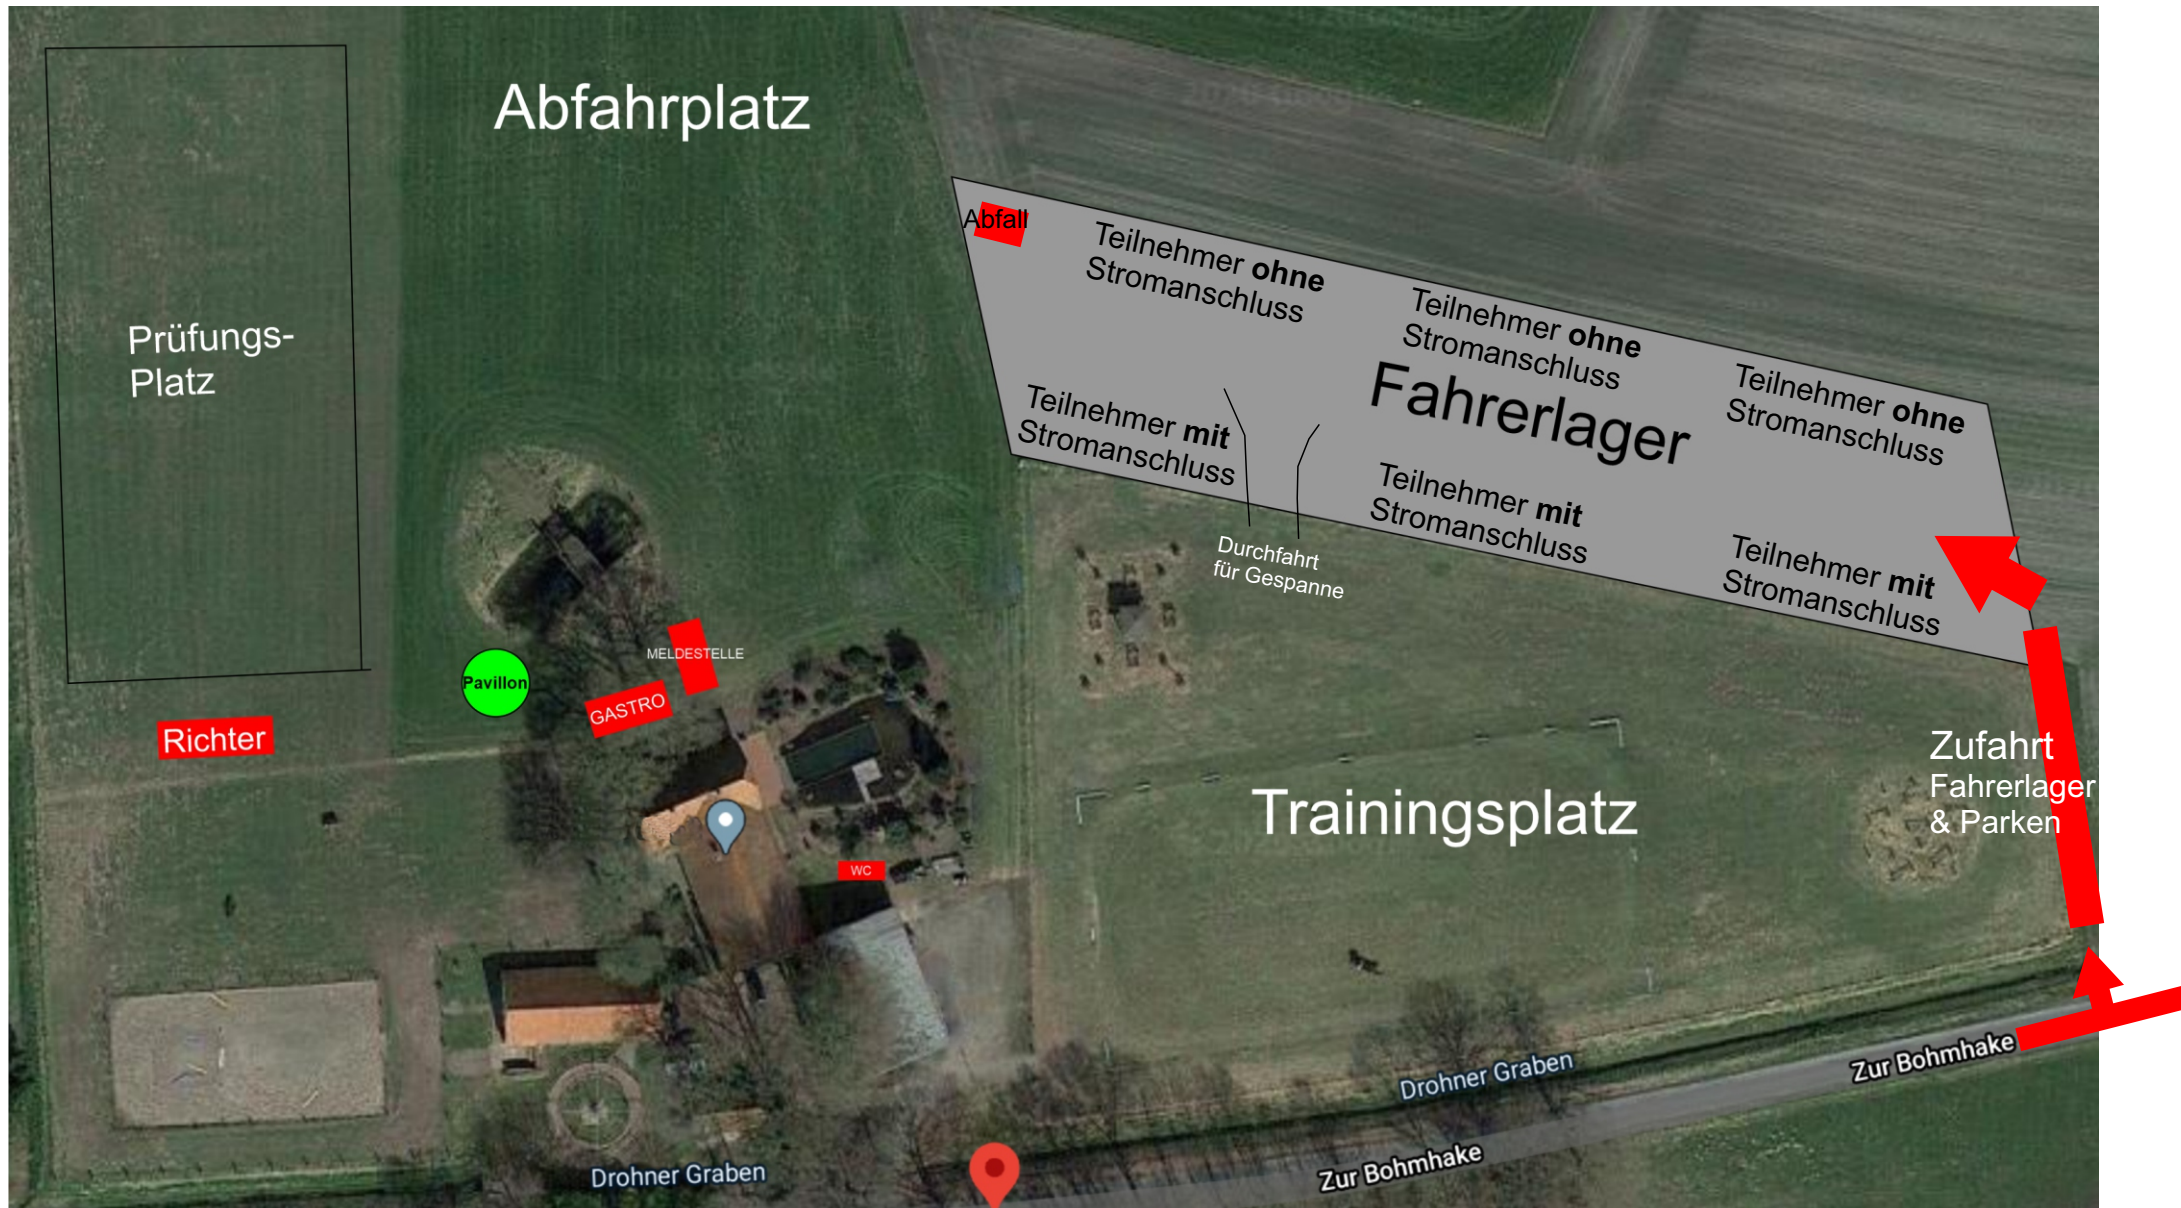 Abfahrplatz
Abfall
Teilnehmer ohne
Stromanschluss
Teilnehmer ohne
Stromanschluss
Teilnehmer ohne
Stromanschluss
Prüfungs-
Platz
Fahrerlager
Teilnehmer mit
Stromanschluss
Teilnehmer mit
Stromanschluss
Teilnehmer mit
Stromanschluss
Durchfahrt
für Gespanne
MELDESTELLE
Pavillon
GASTRO
Richter
Zufahrt
Fahrerlager
& Parken
Trainingsplatz
WC
Zur Bohmhake
Drohner Graben
Zur Bohmhake
Drohner Graben